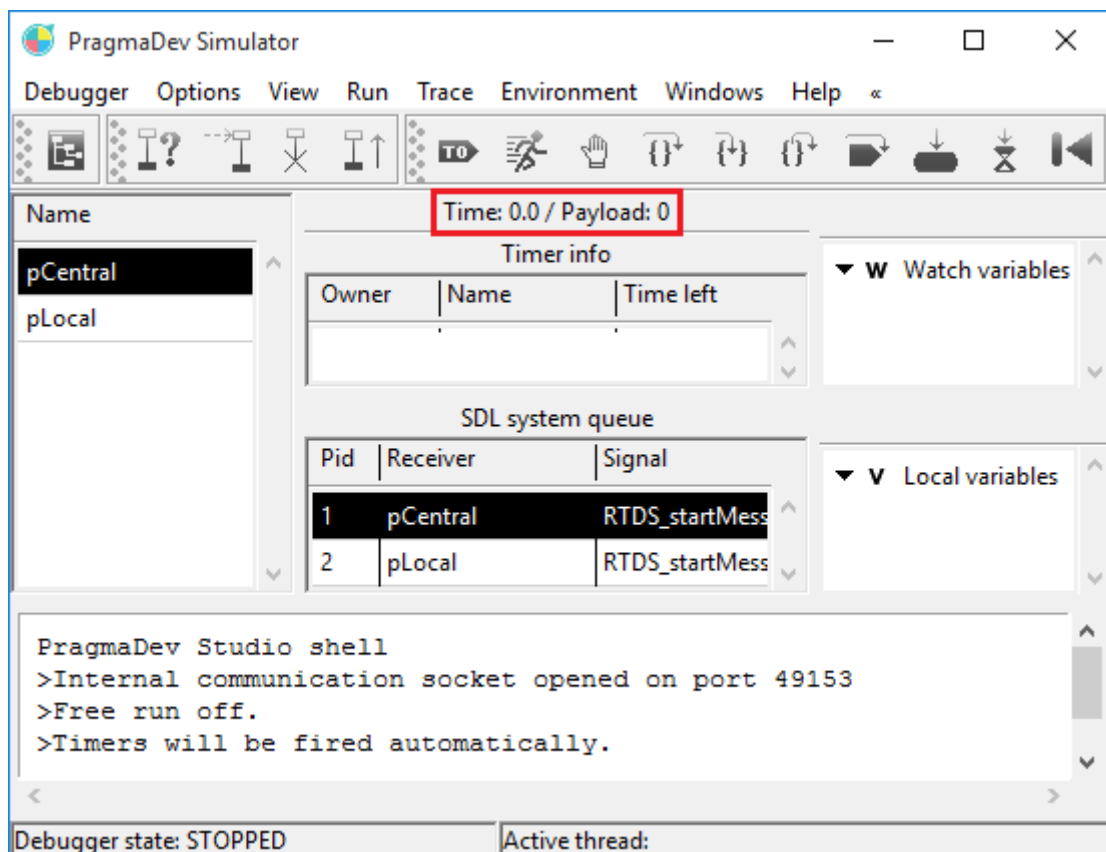 PragmaDev Simulator
Debugger Options View Run Trace Environment Windows Help «
? TO {} {} {}
Name
pCentral
pLocal
Time: 0.0 / Payload: 0
Timer info
Owner Name Time left
SDL system queue
Pid Receiver Signal
1 pCentral RTDS_startMess
2 pLocal RTDS_startMess
W Watch variables
V Local variables
PragmaDev Studio shell
>Internal communication socket opened on port 49153
>Free run off.
>Timers will be fired automatically.
Debugger state: STOPPED Active thread: